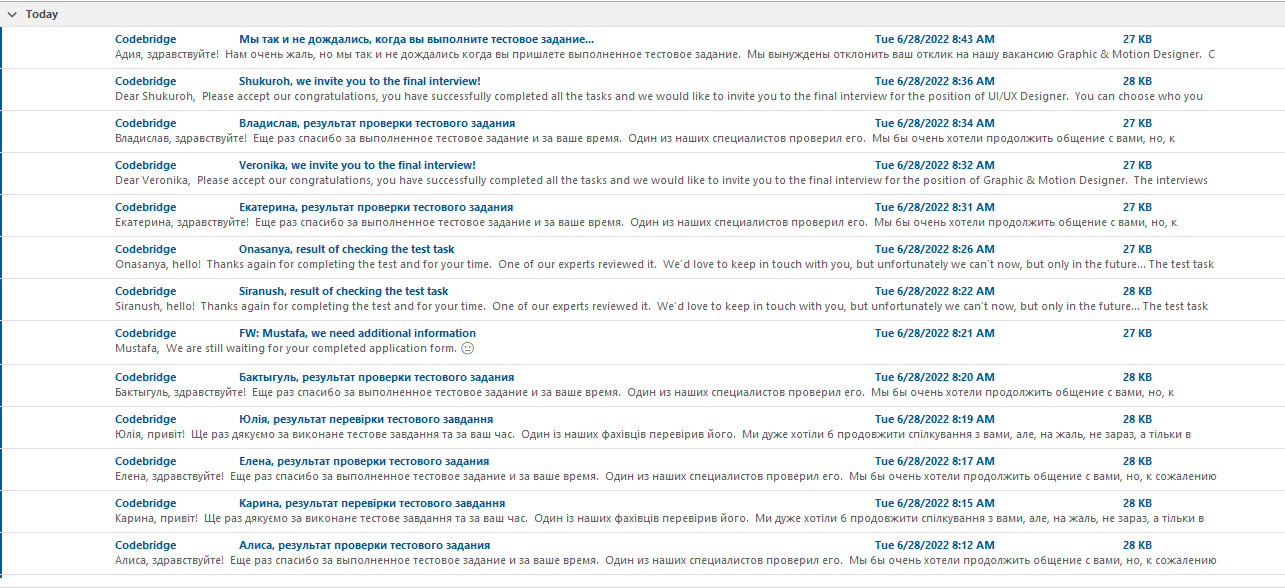 Today
Codebridge Мы так и не дождались, когда вы выполните тестовое задание... Tue 6/28/2022 8:43 AM 27 KB
Адия, здравствуйте! Нам очень жаль, но мы так и не дождались когда вы пришлете выполненное тестовое задание. Мы вынуждены отклонить ваш отклик на нашу вакансию Graphic & Motion Designer. С
Codebridge Shukuroh, we invite you to the final interview! Tue 6/28/2022 8:36 AM 28 KB
Dear Shukuroh, Please accept our congratulations, you have successfully completed all the tasks and we would like to invite you to the final interview for the position of UI/UX Designer. You can choose who you
Codebridge Владислав, результат проверки тестового задания Tue 6/28/2022 8:34 AM 27 KB
Владислав, здравствуйте! Еще раз спасибо за выполненное тестовое задание и за ваше время. Один из наших специалистов проверил его. Мы бы очень хотели продолжить общение с вами, но, к
Codebridge Veronika, we invite you to the final interview! Tue 6/28/2022 8:32 AM 27 KB
Dear Veronika, Please accept our congratulations, you have successfully completed all the tasks and we would like to invite you to the final interview for the position of Graphic & Motion Designer. The interviews
Codebridge Екатерина, результат проверки тестового задания Tue 6/28/2022 8:31 AM 27 KB
Екатерина, здравствуйте! Еще раз спасибо за выполненное тестовое задание и за ваше время. Один из наших специалистов проверил его. Мы бы очень хотели продолжить общение с вами, но, к
Codebridge Onasanya, result of checking the test task Tue 6/28/2022 8:26 AM 27 KB
Onasanya, hello! Thanks again for completing the test and for your time. One of our experts reviewed it. We'd love to keep in touch with you, but unfortunately we can't now, but only in the future... The test task
Codebridge Siranush, result of checking the test task Tue 6/28/2022 8:22 AM 28 KB
Siranush, hello! Thanks again for completing the test and for your time. One of our experts reviewed it. We'd love to keep in touch with you, but unfortunately we can't now, but only in the future... The test task
Codebridge FW: Mustafa, we need additional information Tue 6/28/2022 8:21 AM 27 KB
Mustafa, We are still waiting for your completed application form. 😐
Codebridge Бактыгуль, результат проверки тестового задания Tue 6/28/2022 8:20 AM 28 KB
Бактыгуль, здравствуйте! Еще раз спасибо за выполненное тестовое задание и за ваше время. Один из наших специалистов проверил его. Мы бы очень хотели продолжить общение с вами, но, к
Codebridge Юлія, результат перевірки тестового завдання Tue 6/28/2022 8:19 AM 28 KB
Юлія, привіт! Ще раз дякуємо за виконане тестове завдання та за ваш час. Один із наших фахівців перевірив його. Ми дуже хотіли б продовжити спілкування з вами, але, на жаль, не зараз, а тільки в
Codebridge Елена, результат проверки тестового задания Tue 6/28/2022 8:17 AM 28 KB
Елена, здравствуйте! Еще раз спасибо за выполненное тестовое задание и за ваше время. Один из наших специалистов проверил его. Мы бы очень хотели продолжить общение с вами, но, к сожалению
Codebridge Карина, результат перевірки тестового завдання Tue 6/28/2022 8:15 AM 28 KB
Карина, привіт! Ще раз дякуємо за виконане тестове завдання та за ваш час. Один із наших фахівців перевірив його. Ми дуже хотіли б продовжити спілкування з вами, але, на жаль, не зараз, а тільки в
Codebridge Алиса, результат проверки тестового задания Tue 6/28/2022 8:12 AM 28 KB
Алиса, здравствуйте! Еще раз спасибо за выполненное тестовое задание и за ваше время. Один из наших специалистов проверил его. Мы бы очень хотели продолжить общение с вами, но, к сожалению